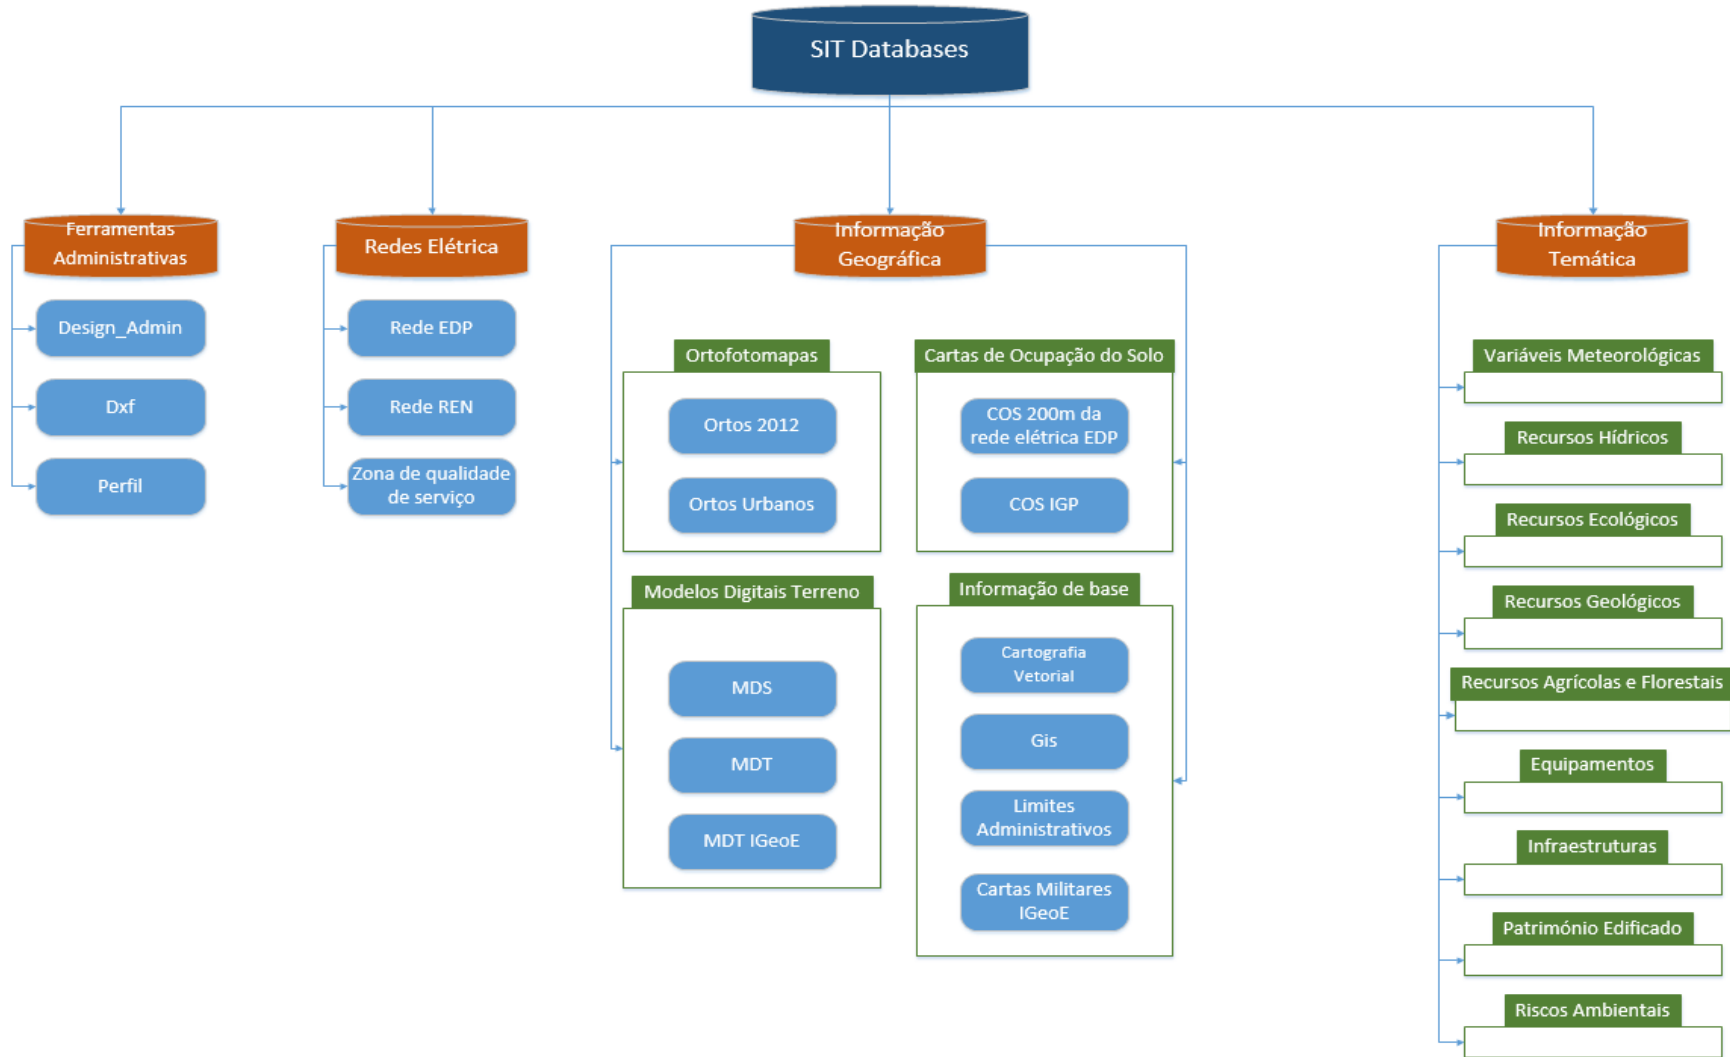 SIT Databases
Ferramentas
Administrativas
Design_Admin
Dxf
Perfil
Redes Elétrica
Rede EDP
Rede REN
Zona de qualidade
de serviço
Informação
Geográfica
Ortofotomapas
Ortos 2012
Ortos Urbanos
Cartas de Ocupação do Solo
COS 200m da
rede elétrica EDP
COS IGP
Modelos Digitais Terreno
MDS
MDT
MDT IGeoE
Informação de base
Cartografia
Vetorial
Gis
Limites
Administrativos
Cartas Militares
IGeoE
Informação
Temática
Variáveis Meteorológicas
Recursos Hídricos
Recursos Ecológicos
Recursos Geológicos
Recursos Agrícolas e Florestais
Equipamentos
Infraestruturas
Património Edificado
Riscos Ambientais